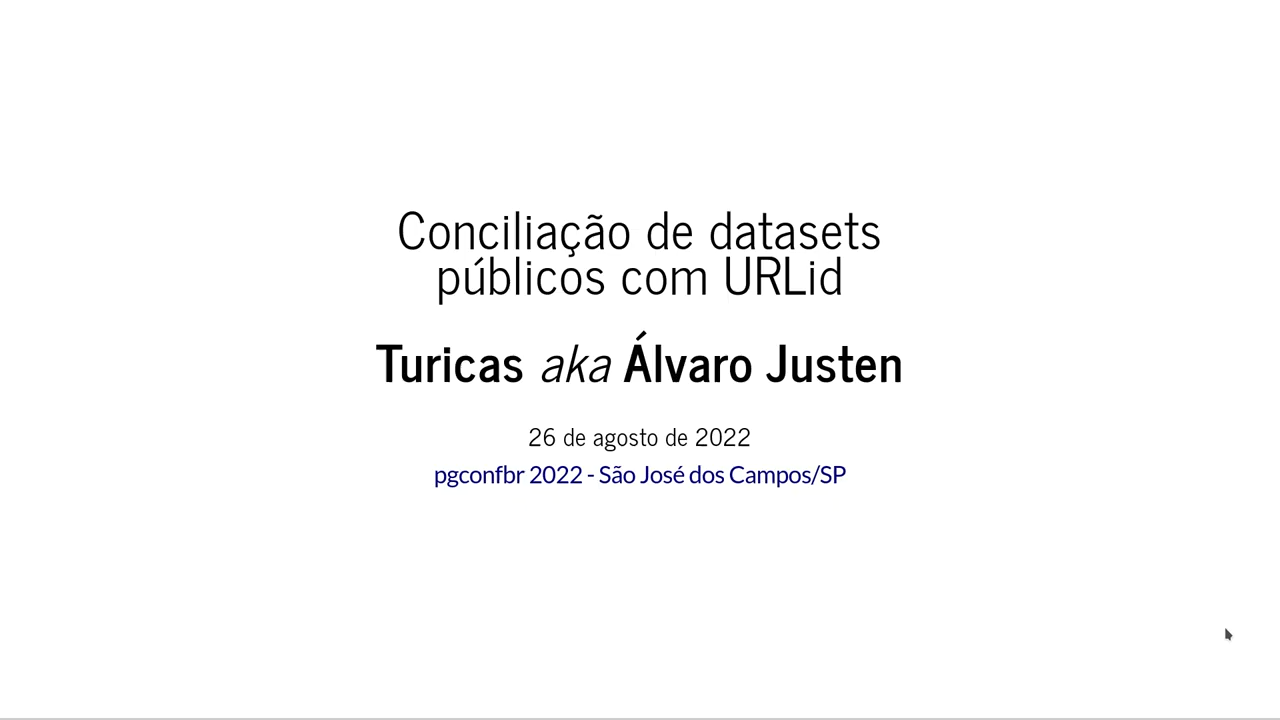 Conciliação de datasets
públicos com URLid
Turicas aka Álvaro Justen
26 de agosto de 2022
pgconfbr 2022 - São José dos Campos/SP